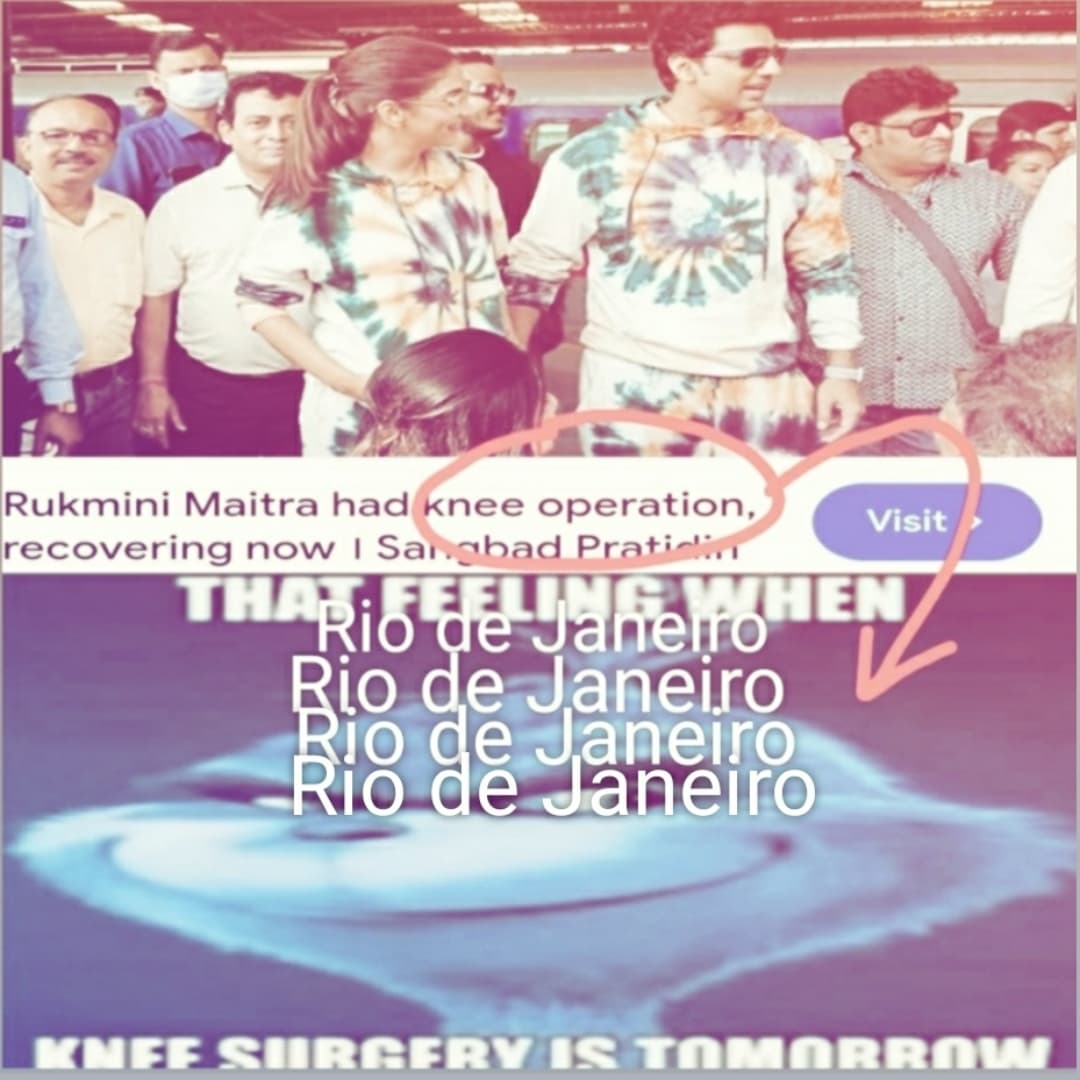 Rukmini Maitra had knee operation,
recovering now | Sangbad Pratidin
Visit >
THAT FEELING WHEN
Rio de Janeiro
Rio de Janeiro
Rio de Janeiro
Rio de Janeiro
KNEE SURGERY IS TOMORROW